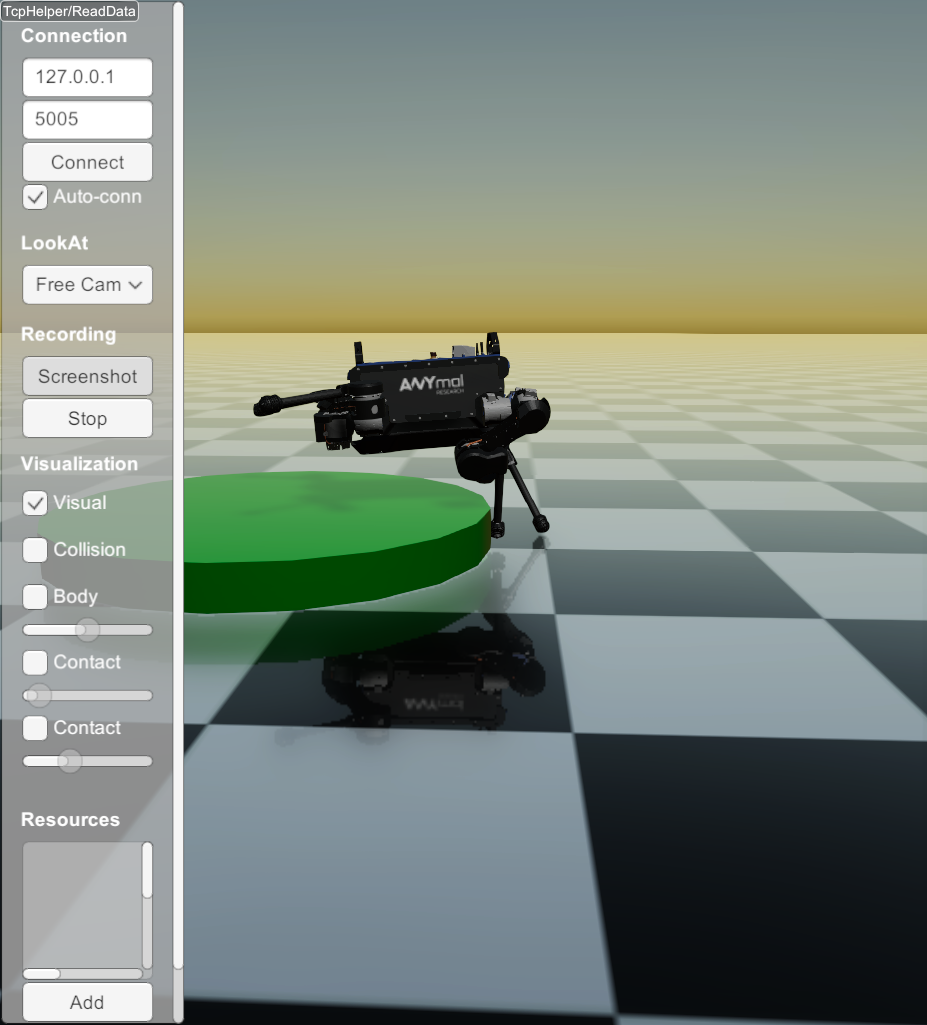 TcpHelper/ReadData
Connection
127.0.0.1
5005
Connect
Auto-conn
LookAt
Free Cam
Recording
Screenshot
Stop
Visualization
Visual
Collision
Body
Contact
Contact
Resources
Add
ANYmal
RESEARCH